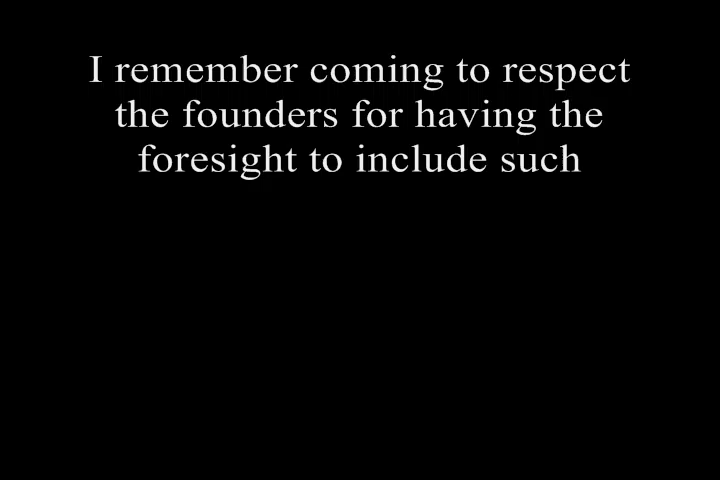 I remember coming to respect
the founders for having the
foresight to include such